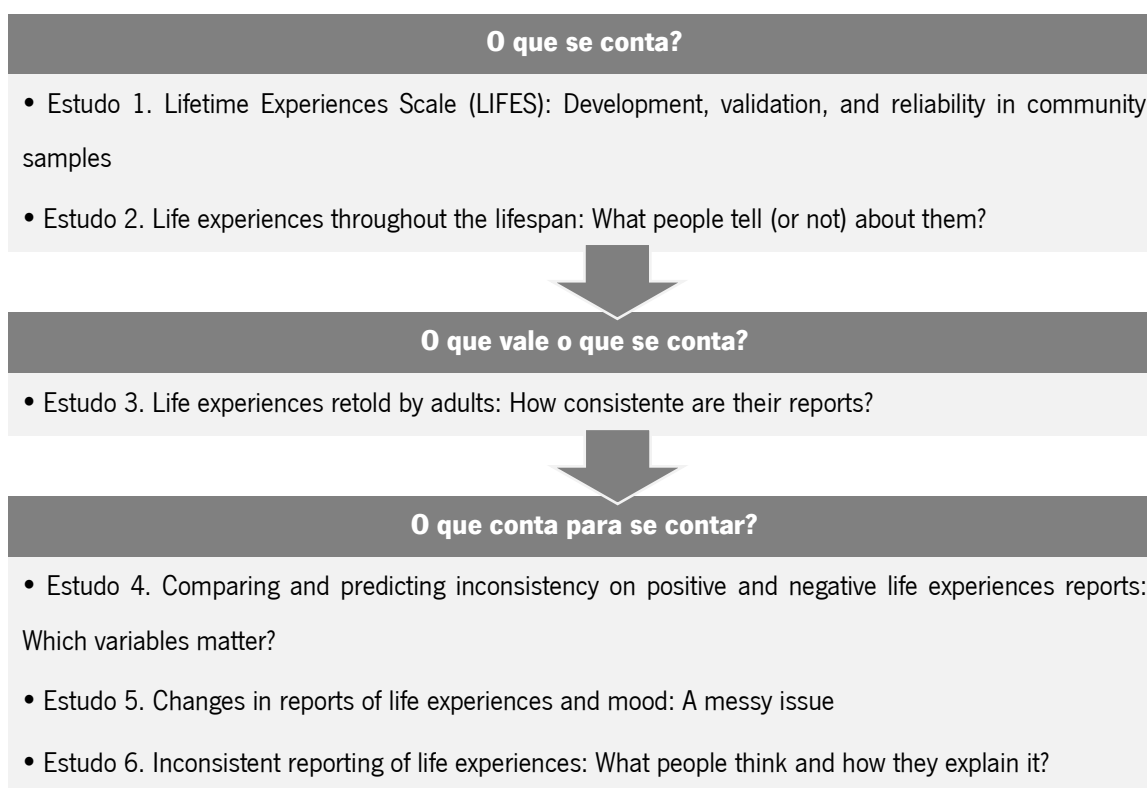 O que se conta?
• Estudo 1. Lifetime Experiences Scale (LIFES): Development, validation, and reliability in community
samples
• Estudo 2. Life experiences throughout the lifespan: What people tell (or not) about them?
O que vale o que se conta?
• Estudo 3. Life experiences retold by adults: How consistente are their reports?
O que conta para se contar?
• Estudo 4. Comparing and predicting inconsistency on positive and negative life experiences reports:
Which variables matter?
• Estudo 5. Changes in reports of life experiences and mood: A messy issue
• Estudo 6. Inconsistent reporting of life experiences: What people think and how they explain it?